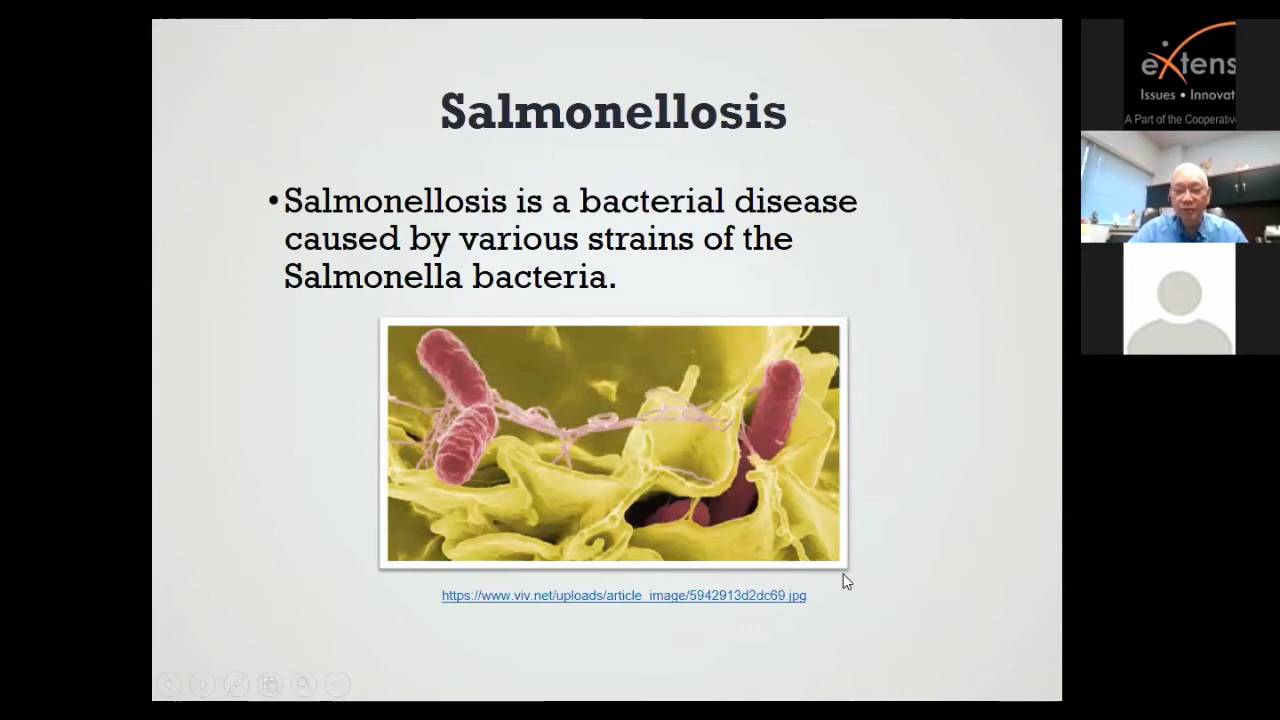 Salmonellosis
•Salmonellosis is a bacterial disease
caused by various strains of the
Salmonella bacteria.
https://www.viv.net/uploads/article_image/5942913d2dc69.jpg
eXtens
Issues • Innovat
A Part of the Cooperativ